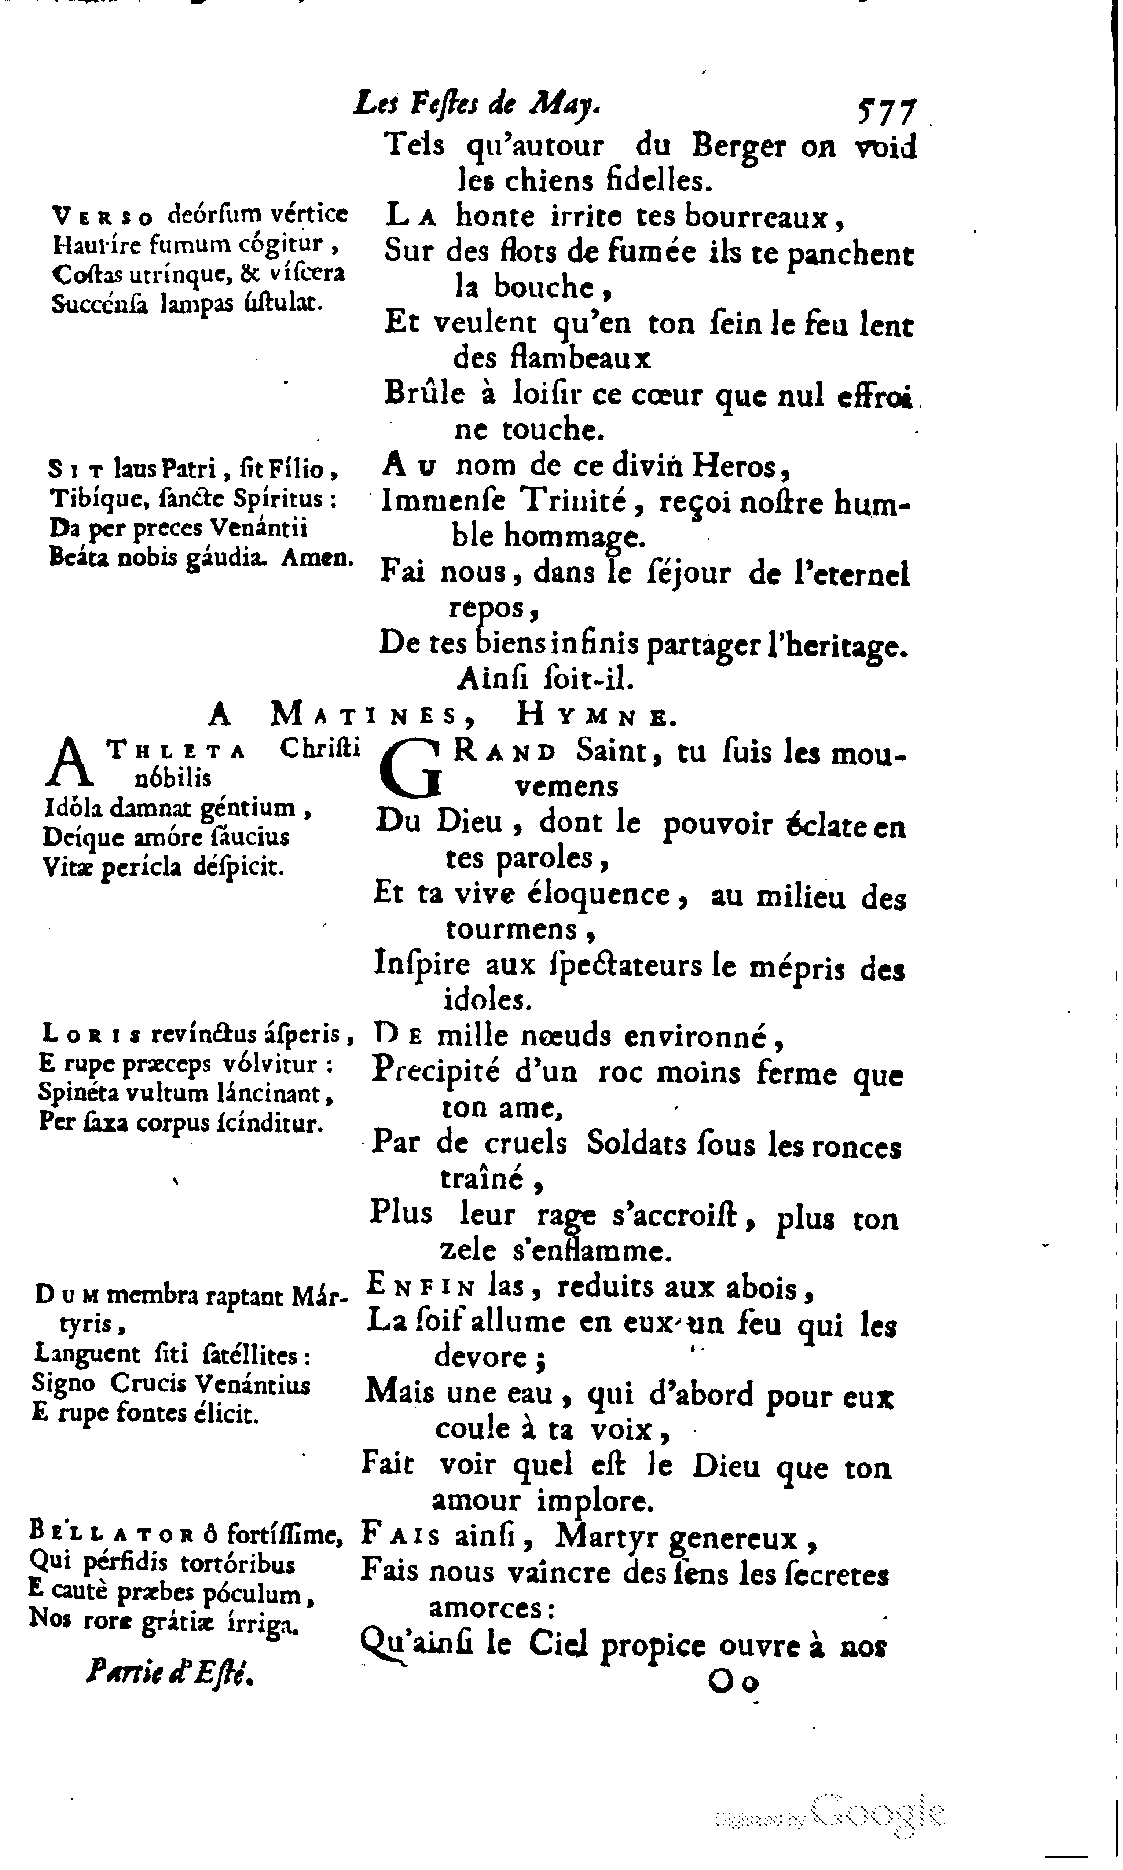 Les Feſtes de May. 577
Tels qu'autour du Berger on void
les chiens fidelles.
VERSO deórſum vértice
Hauríre fumum cógitur,
Coſtas utrínque, & víſcera
Succénſa lampas úſtulat.
LA honte irrite tes bourreaux,
Sur des flots de fumée ils te panchent
la bouche,
Et veulent qu'en ton ſein le feu lent
des flambeaux
Brûle à loiſir ce cœur que nul effroi
ne touche.
SIT laus Patri, ſit Fílio,
Tibíque, ſancte Spíritus:
Da per preces Venántii
Beáta nobis gáudia. Amen.
AU nom de ce divin Heros,
Immenſe Trinité, reçoi noſtre hum-
ble hommage.
Fai nous, dans le ſéjour de l'eternel
repos,
De tes biens infinis partager l'heritage.
Ainſi ſoit-il.
A MATINES, HYMNE.
ATHLETA Chriſti
nóbilis
Idóla damnat géntium,
Deíque amóre ſáucius
Vitæ perícla déſpicit.
GRAND Saint, tu ſuis les mou-
vemens
Du Dieu, dont le pouvoir éclate en
tes paroles,
Et ta vive éloquence, au milieu des
tourmens,
Inſpire aux ſpectateurs le mépris des
idoles.
LORIS revínctus áſperis,
E rupe præceps vólvitur:
Spinéta vultum láncinant,
Per ſaxa corpus ſcínditur.
DE mille nœuds environné,
Precipité d'un roc moins ferme que
ton ame,
Par de cruels Soldats ſous les ronces
traîné,
Plus leur rage s'accroiſt, plus ton
zele s'enflamme.
DUM membra raptant Már-
tyris,
Languent ſiti ſatéllites:
Signo Crucis Venántius
E rupe fontes élicit.
ENFIN las, reduits aux abois,
La ſoif allume en eux un feu qui les
devore;
Mais une eau, qui d'abord pour eux
coule à ta voix,
Fait voir quel eſt le Dieu que ton
amour implore.
BE'LLATOR ô fortíſſime,
Qui pérfidis tortóribus
E cautè præbes póculum,
Nos rore grátiæ írriga.
FAIS ainſi, Martyr genereux,
Fais nous vaincre des ſens les ſecretes
amorces:
Qu'ainſi le Ciel propice ouvre à nos
Partie d'Eſté. Oo
Digitized by Google